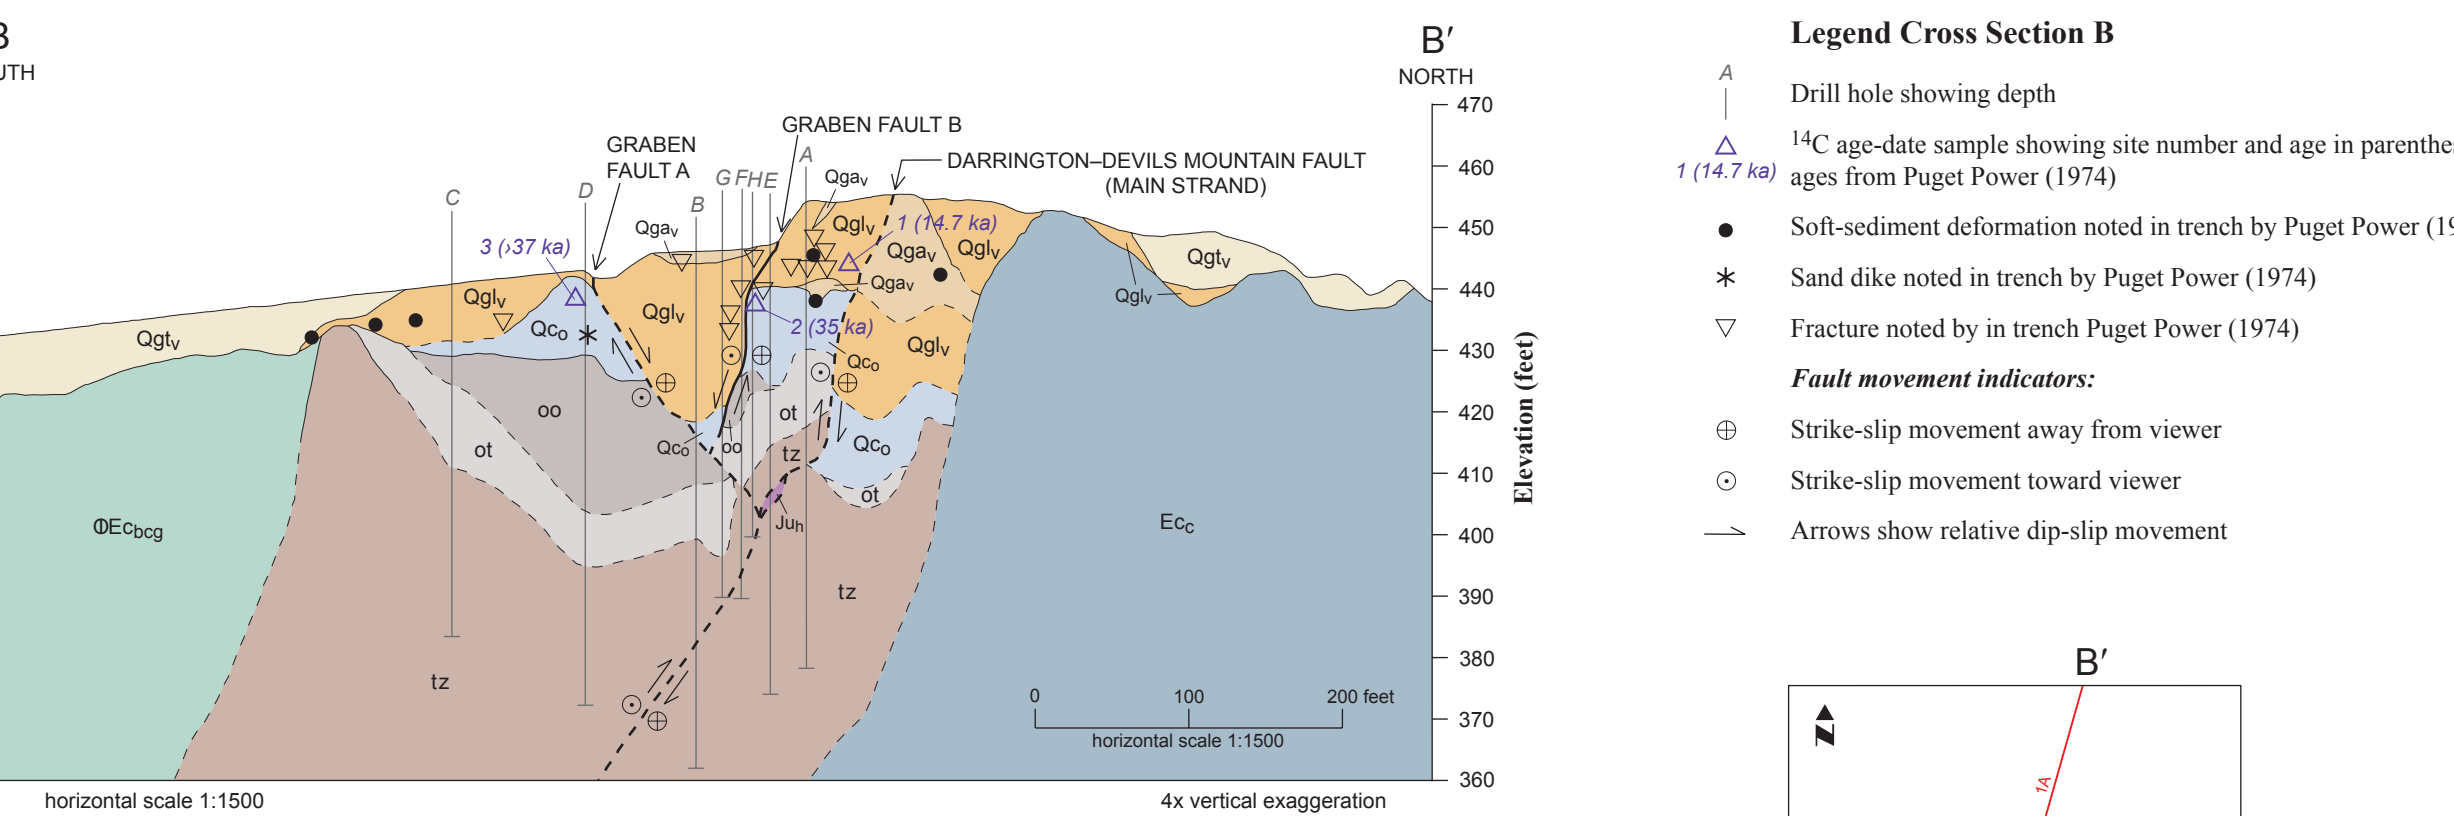 B
UTH
B′
NORTH
GRABEN FAULT B
GRABEN
FAULT A
DARRINGTON–DEVILS MOUNTAIN FAULT
(MAIN STRAND)
A
C
D
B
G
F
H
E
3 (›37 ka)
1 (14.7 ka)
2 (35 ka)
Qgav
Qgav
Qglv
Qgav
Qglv
Qgav
Qgtv
Qglv
Qgtv
Qglv
Qco
Qglv
Qco
Qglv
oo
ot
Qco
oo
ot
tz
Qco
ot
Juh
ΦEcbcg
Ecc
tz
tz
470
460
450
440
430
420
410
400
390
380
370
360
Elevation (feet)
0 100 200 feet
horizontal scale 1:1500
horizontal scale 1:1500
4x vertical exaggeration
Legend Cross Section B
A
Drill hole showing depth
14C age-date sample showing site number and age in
1 (14.7 ka)
ages from Puget Power (1974)
Soft-sediment deformation noted in trench by Puget Power
Sand dike noted in trench by Puget Power (1974)
Fracture noted by in trench Puget Power (1974)
Fault movement indicators:
Strike-slip movement away from viewer
Strike-slip movement toward viewer
Arrows show relative dip-slip movement
B′
N
1A